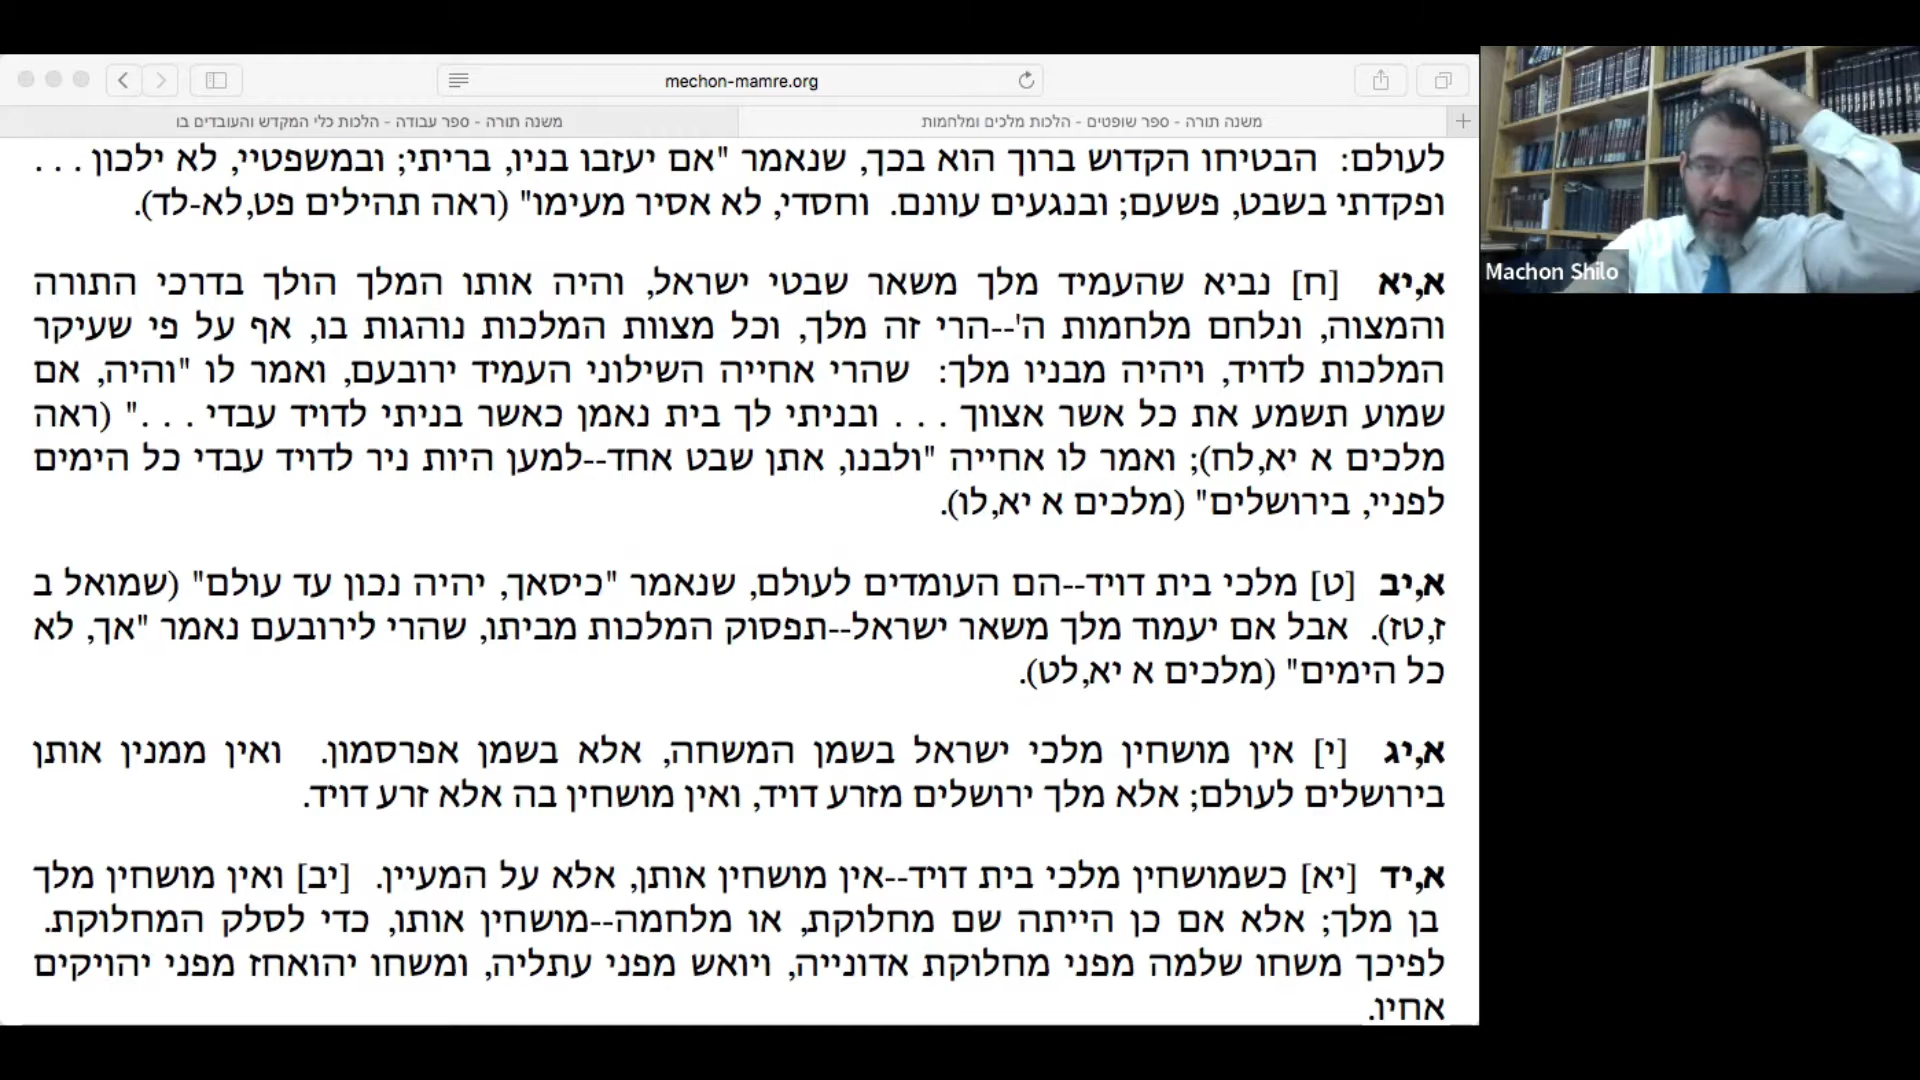 mechon-mamre.org
משנה תורה - ספר עבודה - הלכות כלי המקדש והעובדים בו
משנה תורה - ספר שופטים - הלכות מלכים ומלחמות
לעולם: הבטיחו הקדוש ברוך הוא בכך, שנאמר "אם יעזבו בניו, בריתי; ובמשפטיי, לא ילכון . . .
ופקדתי בשבט, פשעם; ובנגעים עוונם. וחסדי, לא אסיר מעימו" (ראה תהילים פט,לא-לד).
א,יא [ח] נביא שהעמיד מלך משאר שבטי ישראל, והיה אותו המלך הולך בדרכי התורה
והמצוה, ונלחם מלחמות ה'--הרי זה מלך, וכל מצוות המלכות נוהגות בו, אף על פי שעיקר
המלכות לדויד, ויהיה מבניו מלך: שהרי אחייה השילוני העמיד ירובעם, ואמר לו "והיה, אם
שמוע תשמע את כל אשר אצווך . . . ובניתי לך בית נאמן כאשר בניתי לדויד עבדי . . ." (ראה
מלכים א יא,לח); ואמר לו אחייה "ולבנו, אתן שבט אחד--למען היות ניר לדויד עבדי כל הימים
לפניי, בירושלים" (מלכים א יא,לו).
א,יב [ט] מלכי בית דויד--הם העומדים לעולם, שנאמר "כיסאך, יהיה נכון עד עולם" (שמואל ב
ז,טז). אבל אם יעמוד מלך משאר ישראל--תפסוק המלכות מביתו, שהרי לירובעם נאמר "אך, לא
כל הימים" (מלכים א יא,לט).
א,יג [י] אין מושחין מלכי ישראל בשמן המשחה, אלא בשמן אפרסמון. ואין ממנין אותן
בירושלים לעולם; אלא מלך ירושלים מזרע דויד, ואין מושחין בה אלא זרע דויד.
א,יד [יא] כשמושחין מלכי בית דויד--אין מושחין אותן, אלא על המעיין. [יב] ואין מושחין מלך
בן מלך; אלא אם כן הייתה שם מחלוקת, או מלחמה--מושחין אותו, כדי לסלק המחלוקת.
לפיכך משחו שלמה מפני מחלוקת אדונייה, ויואש מפני עתליה, ומשחו יהואחז מפני יהויקים
אחיו.
Machon Shilo